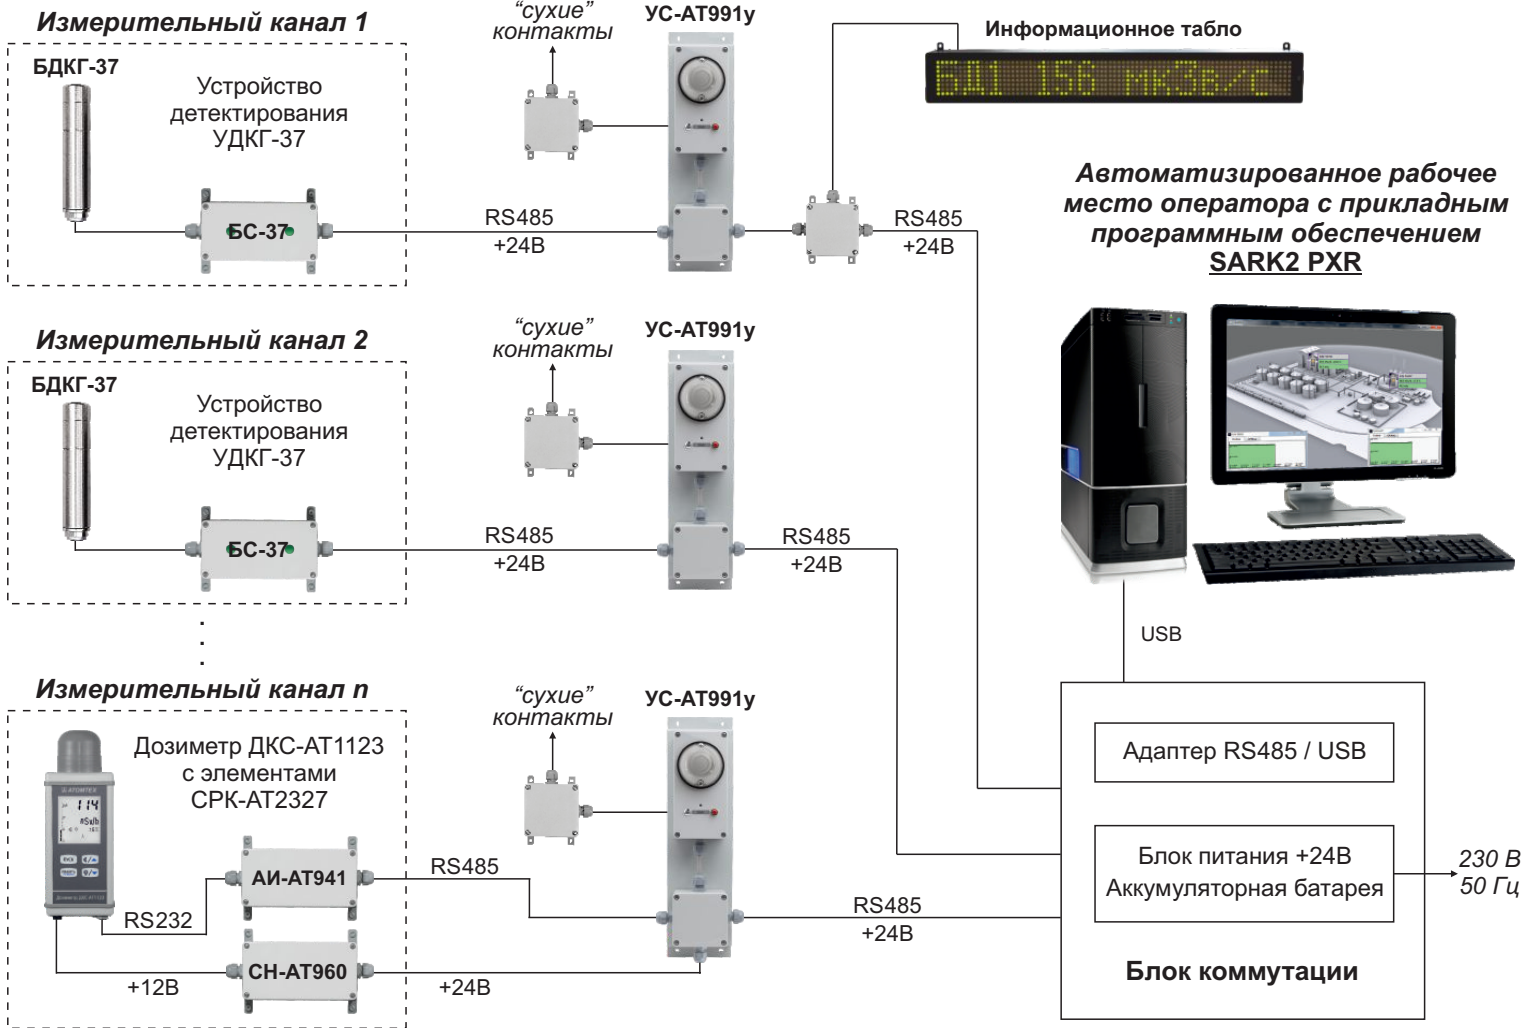 Измерительный канал 1
БДКГ-37
Устройство
детектирования
УДКГ-37
БС-37
RS485
+24В
“сухие”
контакты
УС-АТ991у
RS485
+24В
Информационное табло
БД1 156 мкЗв/с
Автоматизированное рабочее
место оператора с прикладным
программным обеспечением
SARK2 PXR
Измерительный канал 2
БДКГ-37
Устройство
детектирования
УДКГ-37
БС-37
RS485
+24В
“сухие”
контакты
УС-АТ991у
RS485
+24В
.
.
.
Измерительный канал n
Дозиметр ДКС-АТ1123
с элементами
СРК-АТ2327
ATOMTEX
114
nSv/h
АИ-АТ941
RS232
RS485
СН-АТ960
+12В
+24В
“сухие”
контакты
УС-АТ991у
RS485
+24В
USB
Адаптер RS485 / USB
Блок питания +24В
Аккумуляторная батарея
Блок коммутации
230 В
50 Гц